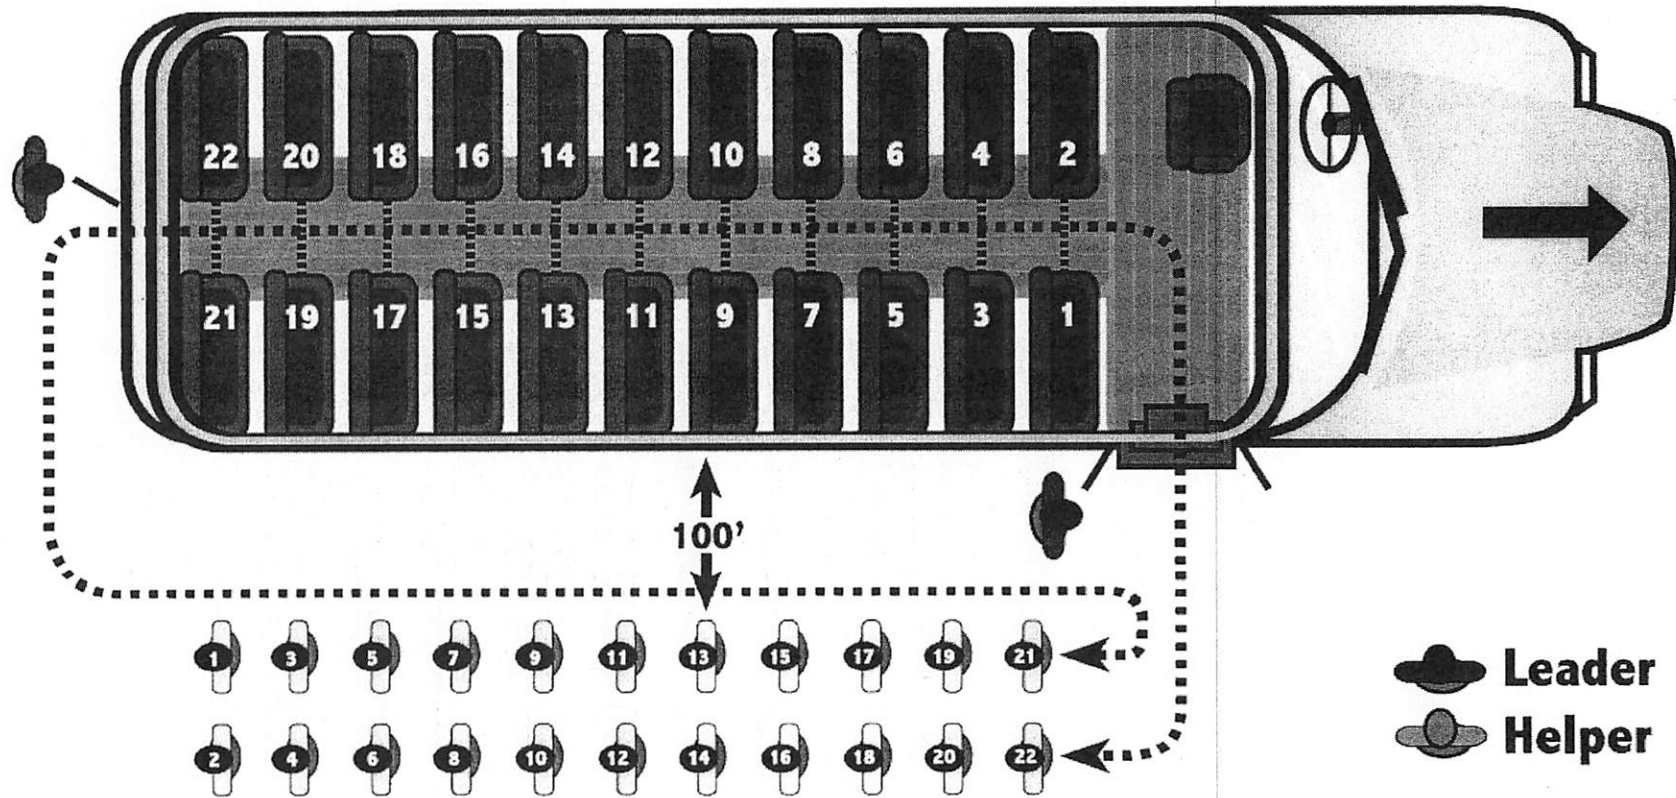 22 20 18 16 14 12 10 8 6 4 2
21 19 17 15 13 11 9 7 5 3 1
100'
1 3 5 7 9 11 13 15 17 19 21
Leader
Helper
2 4 6 8 10 12 14 16 18 20 22